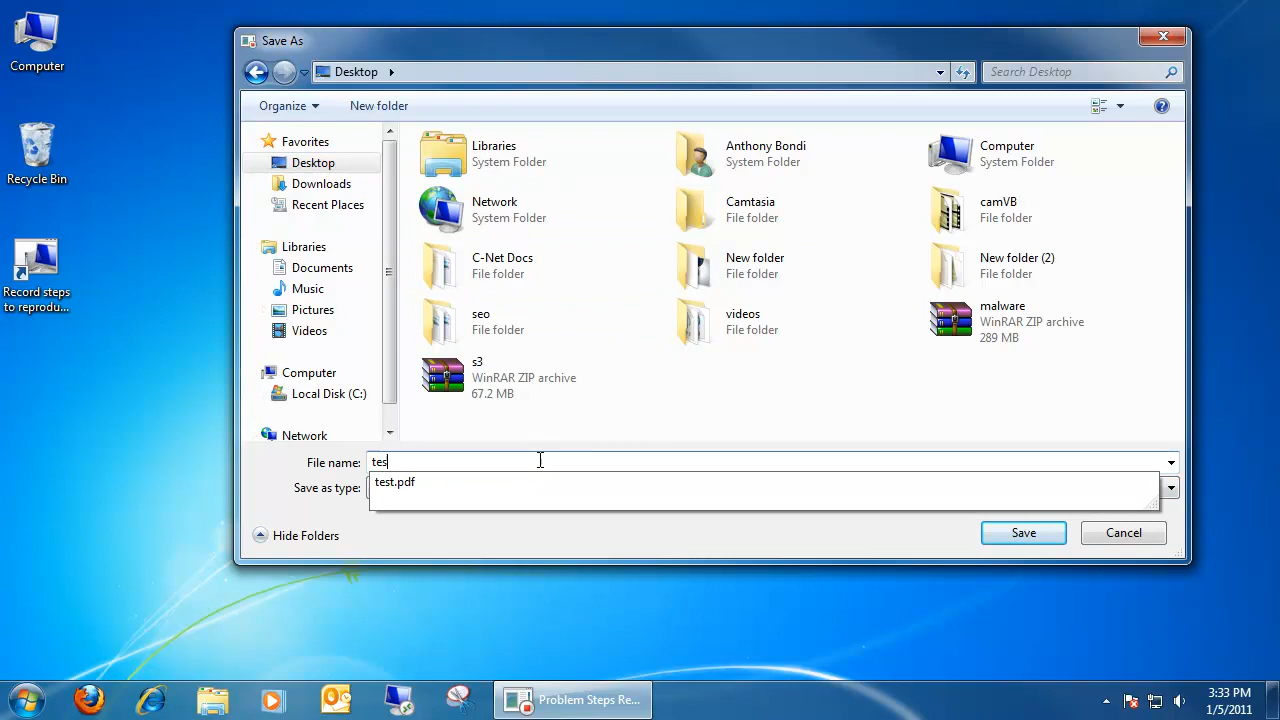 Computer
Recycle Bin
Record steps
to reprodu...
Save As
Desktop
Search Desktop
Organize
New folder
Favorites
Desktop
Downloads
Recent Places
Libraries
Documents
Music
Pictures
Videos
Computer
Local Disk (C:)
Network
Libraries
System Folder
Anthony Bondi
System Folder
Computer
System Folder
Network
System Folder
Camtasia
File folder
camVB
File folder
C-Net Docs
File folder
New folder
File folder
New folder (2)
File folder
seo
File folder
videos
File folder
malware
WinRAR ZIP archive
289 MB
s3
WinRAR ZIP archive
67.2 MB
File name: tes
test.pdf
Save as type:
Hide Folders
Save
Cancel
Problem Steps Re...
3:33 PM
1/5/2011